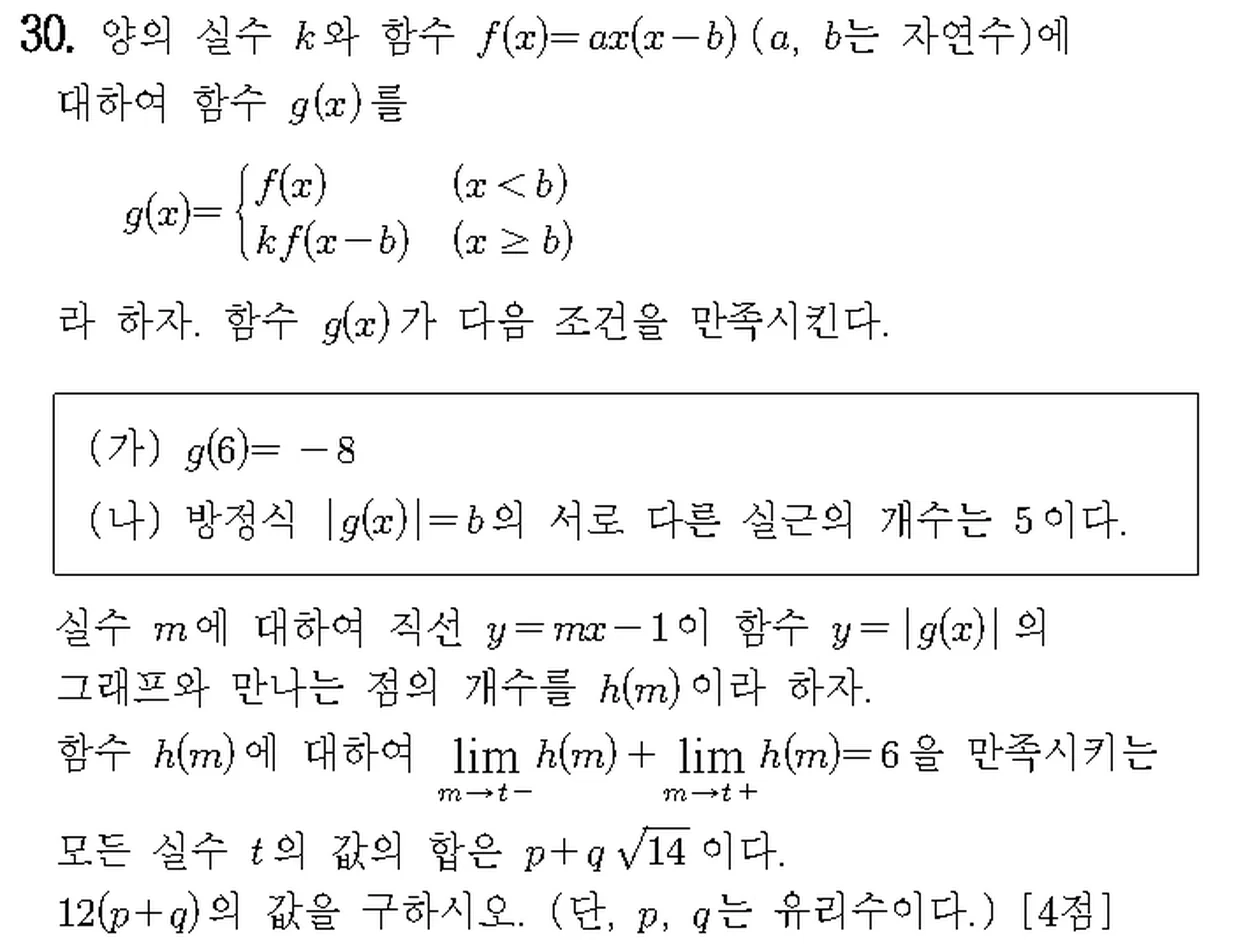 30. 양의 실수 k와 함수 f(x)=ax(x-b) (a, b는 자연수)에
대하여 함수 g(x)를
g(x)={ f(x) (x<b)
kf(x-b) (x≥b)
라 하자. 함수 g(x)가 다음 조건을 만족시킨다.
(가) g(6)= -8
(나) 방정식 |g(x)|=b의 서로 다른 실근의 개수는 5이다.
실수 m에 대하여 직선 y=mx-1이 함수 y=|g(x)|의
그래프와 만나는 점의 개수를 h(m)이라 하자.
함수 h(m)에 대하여 lim_{m→t-} h(m)+ lim_{m→t+} h(m)=6을 만족시키는
모든 실수 t의 값의 합은 p+q√14이다.
12(p+q)의 값을 구하시오. (단, p, q는 유리수이다.) [4점]